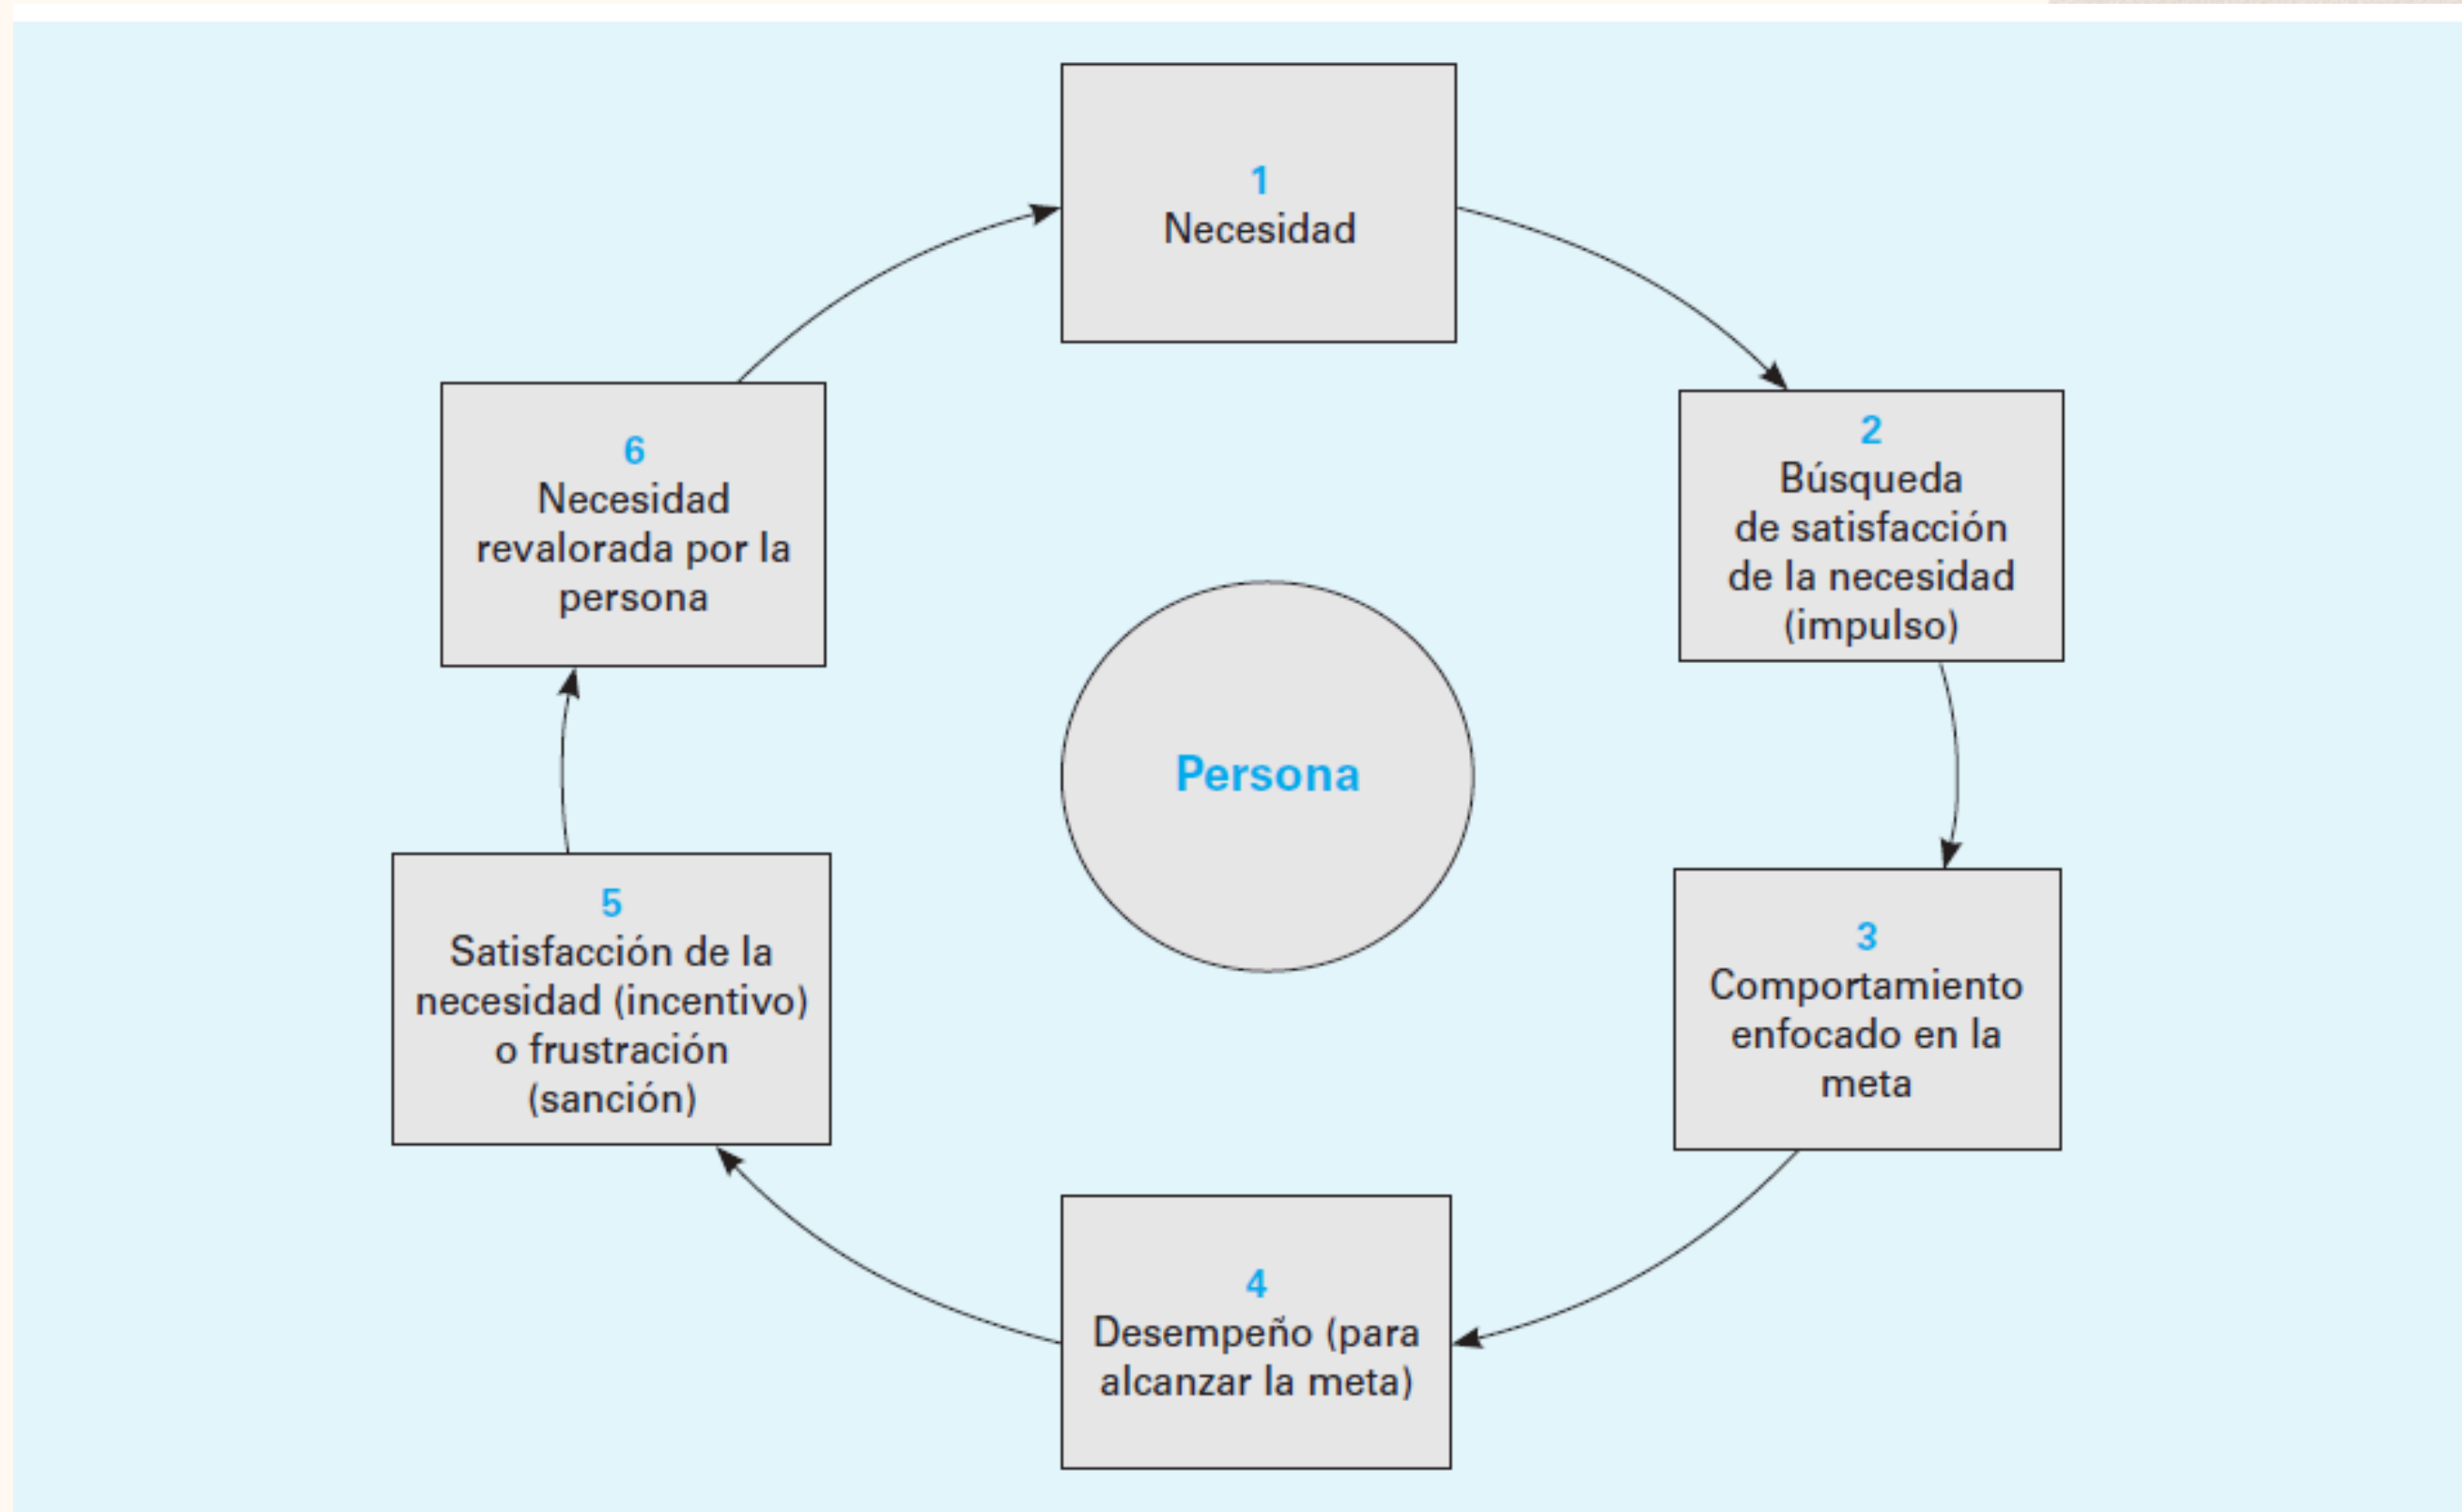 1
Necesidad
2
Búsqueda
de satisfacción
de la necesidad
(impulso)
3
Comportamiento
enfocado en la
meta
4
Desempeño (para
alcanzar la meta)
5
Satisfacción de la
necesidad (incentivo)
o frustración
(sanción)
6
Necesidad
revalorada por la
persona
Persona